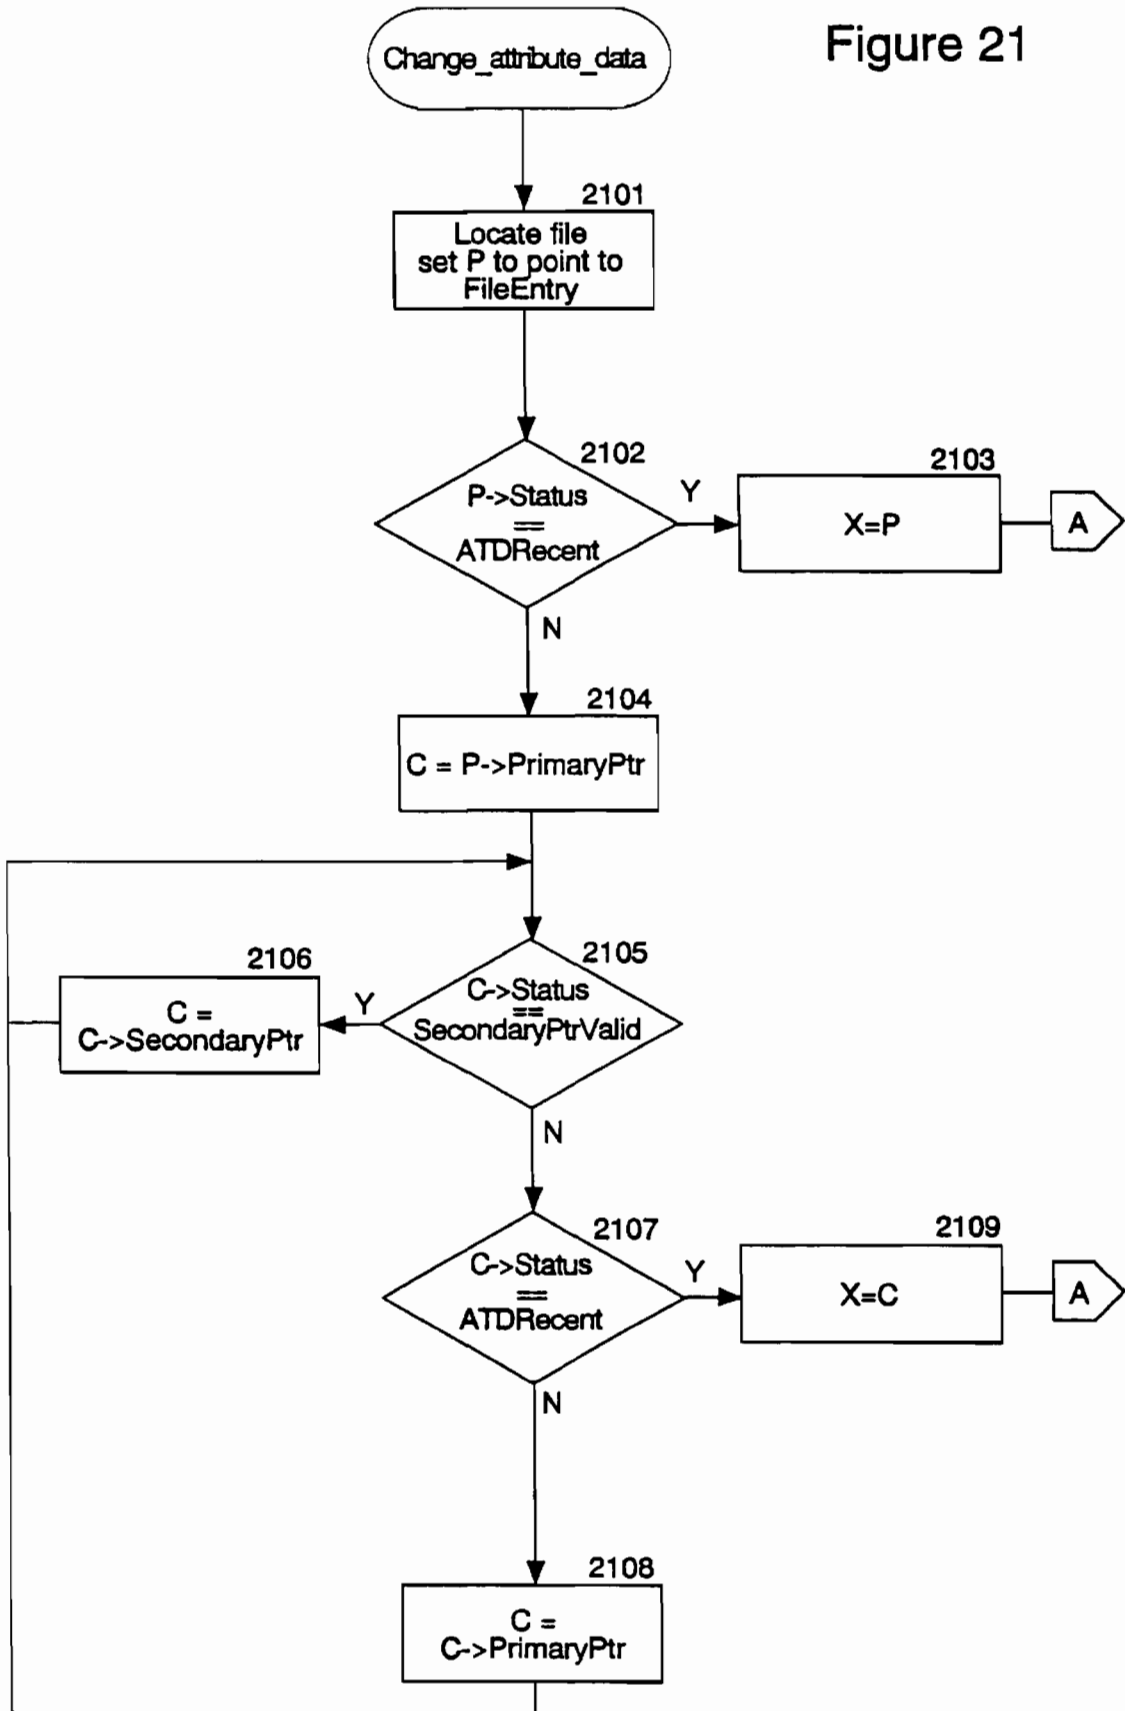 Figure 21
Change_attribute_data
2101
Locate file
set P to point to
FileEntry
2102
P->Status
==
ATDRecent
Y
2103
X=P
A
N
2104
C = P->PrimaryPtr
2105
C->Status
==
SecondaryPtrValid
Y
2106
C =
C->SecondaryPtr
N
2107
C->Status
==
ATDRecent
Y
2109
X=C
A
N
2108
C =
C->PrimaryPtr